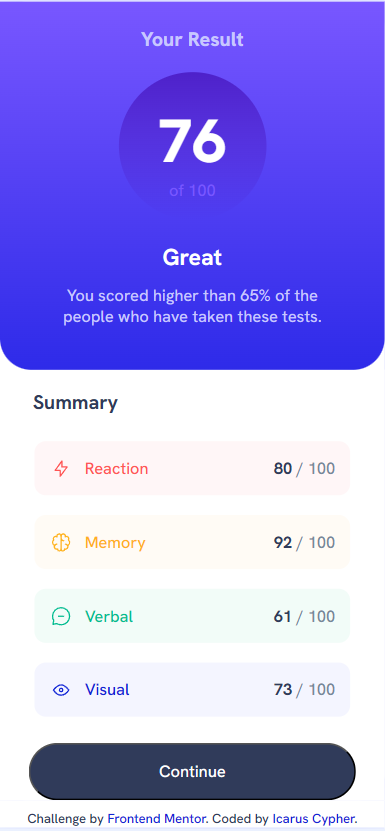 Your Result
76
of 100
Great
You scored higher than 65% of the
people who have taken these tests.
Summary
Reaction 80 / 100
Memory 92 / 100
Verbal 61 / 100
Visual 73 / 100
Continue
Challenge by Frontend Mentor. Coded by Icarus Cypher.